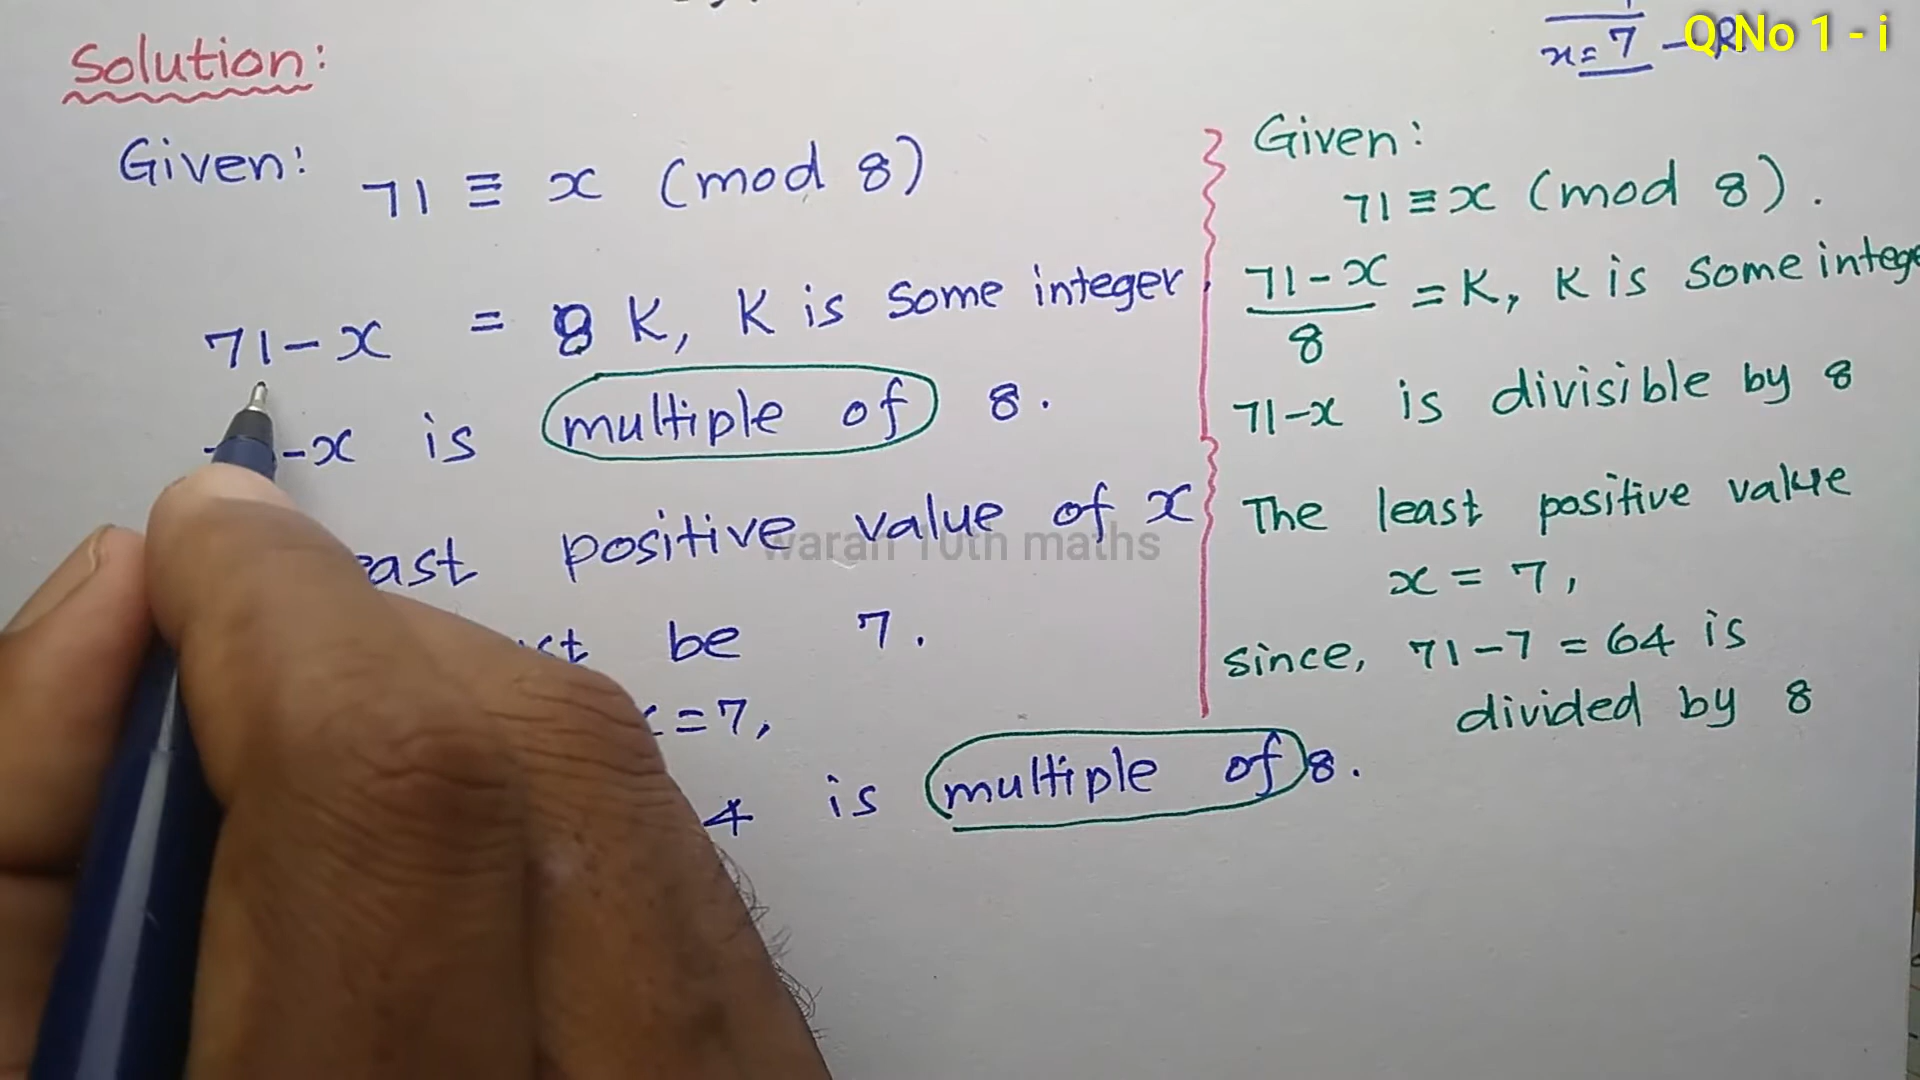 Q.No 1 - i
x = 7
Solution:
Given: 71 ≡ x (mod 8)
71 - x = 8 K, K is some integer
-x is multiple of 8.
positive value of x
be 7.
=7,
4 is multiple of 8.
Given:
71 ≡ x (mod 8).
71-x
8
= K, K is some intege
71-x is divisible by 8
The least positive value
x = 7,
since, 71-7 = 64 is
divided by 8
waran 10th maths